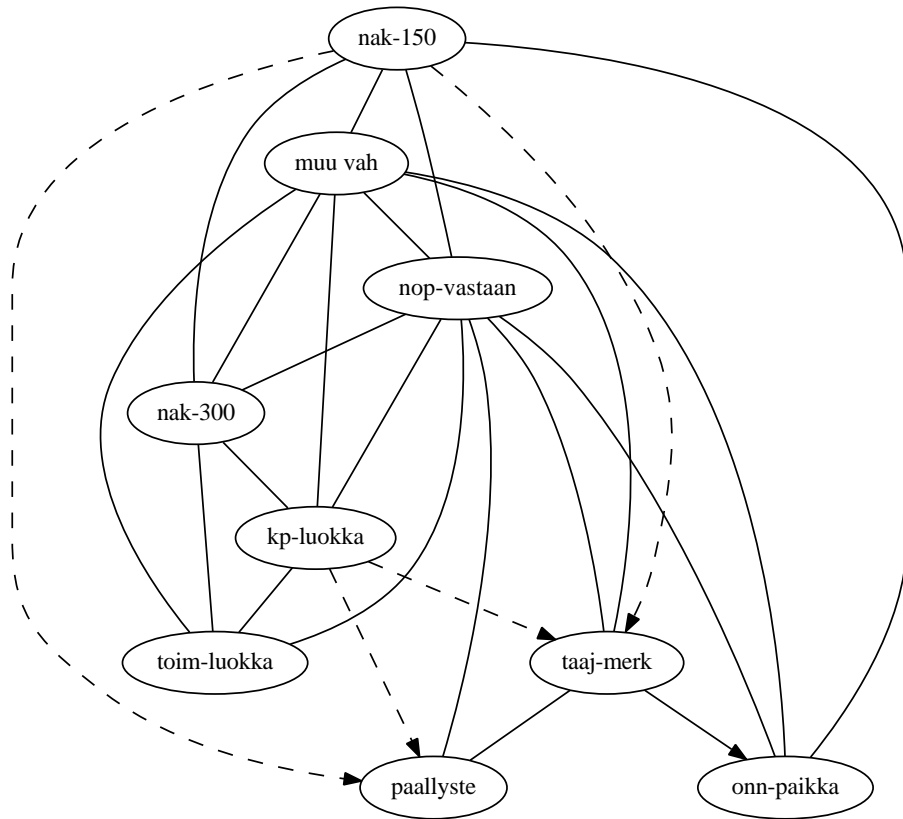 nak-150
muu vah
nop-vastaan
nak-300
kp-luokka
toim-luokka
taaj-merk
paallyste
onn-paikka